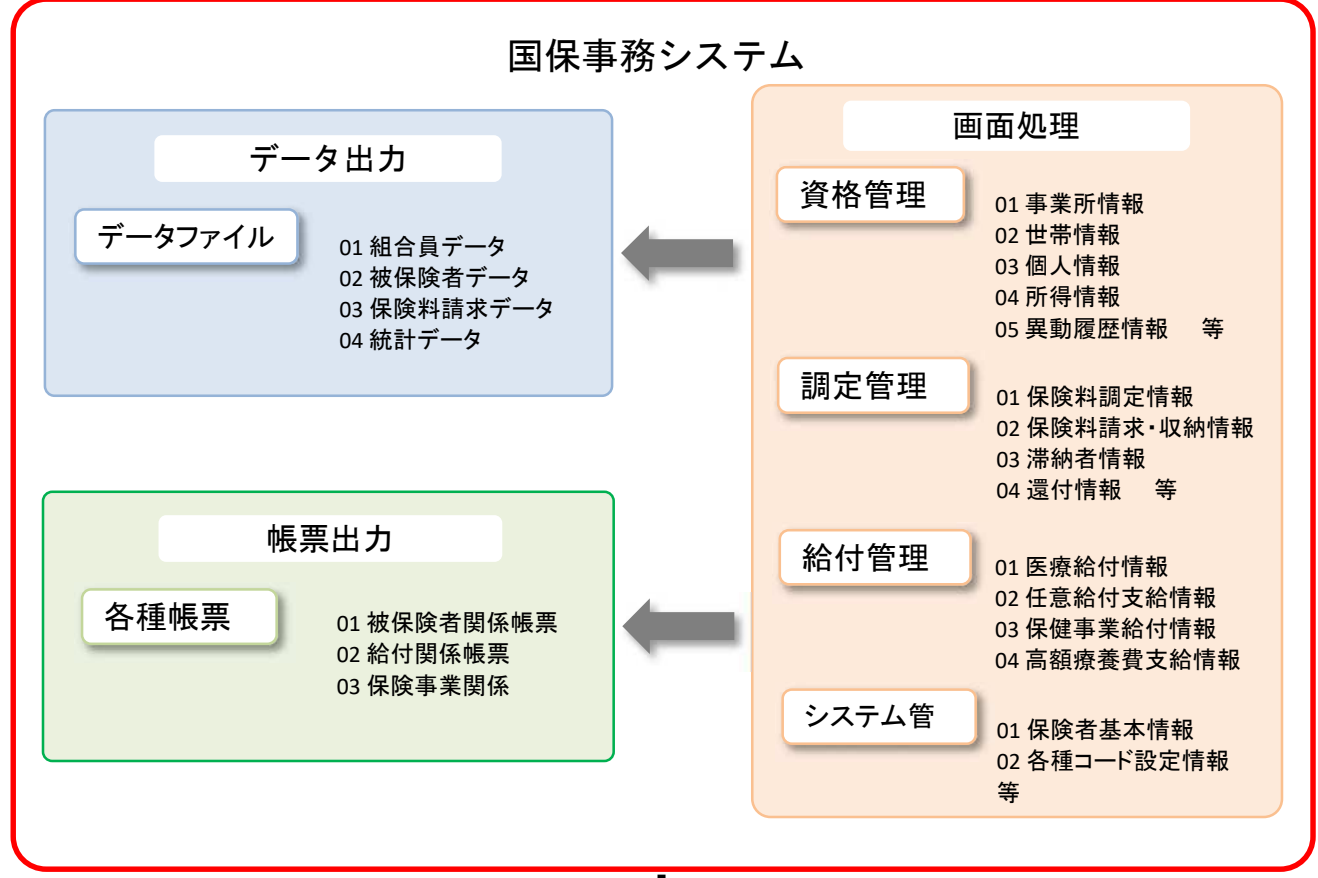 国保事務システム
データ出力
データファイル
01 組合員データ
02 被保険者データ
03 保険料請求データ
04 統計データ
帳票出力
各種帳票
01 被保険者関係帳票
02 給付関係帳票
03 保険事業関係
画面処理
資格管理
01 事業所情報
02 世帯情報
03 個人情報
04 所得情報
05 異動履歴情報　等
調定管理
01 保険料調定情報
02 保険料請求・収納情報
03 滞納者情報
04 還付情報　等
給付管理
01 医療給付情報
02 任意給付支給情報
03 保健事業給付情報
04 高額療養費支給情報
システム管
01 保険者基本情報
02 各種コード設定情報
等